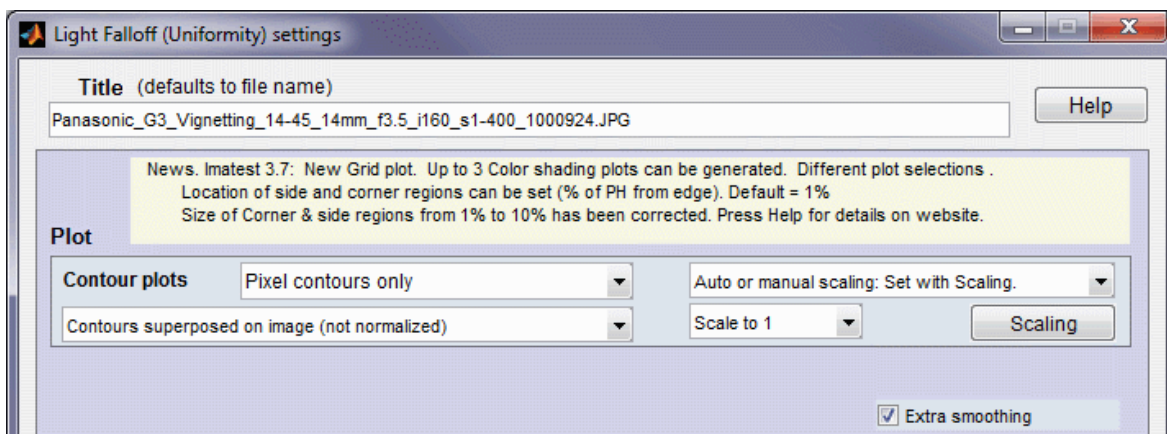 Light Falloff (Uniformity) settings
Title (defaults to file name)
Help
Panasonic_G3_Vignetting_14-45_14mm_f3.5_i160_s1-400_1000924.JPG
News. Imatest 3.7: New Grid plot. Up to 3 Color shading plots can be generated. Different plot selections .
Location of side and corner regions can be set (% of PH from edge). Default = 1%
Size of Corner & side regions from 1% to 10% has been corrected. Press Help for details on website.
Plot
Contour plots Pixel contours only Auto or manual scaling: Set with Scaling.
Contours superposed on image (not normalized) Scale to 1 Scaling
Extra smoothing